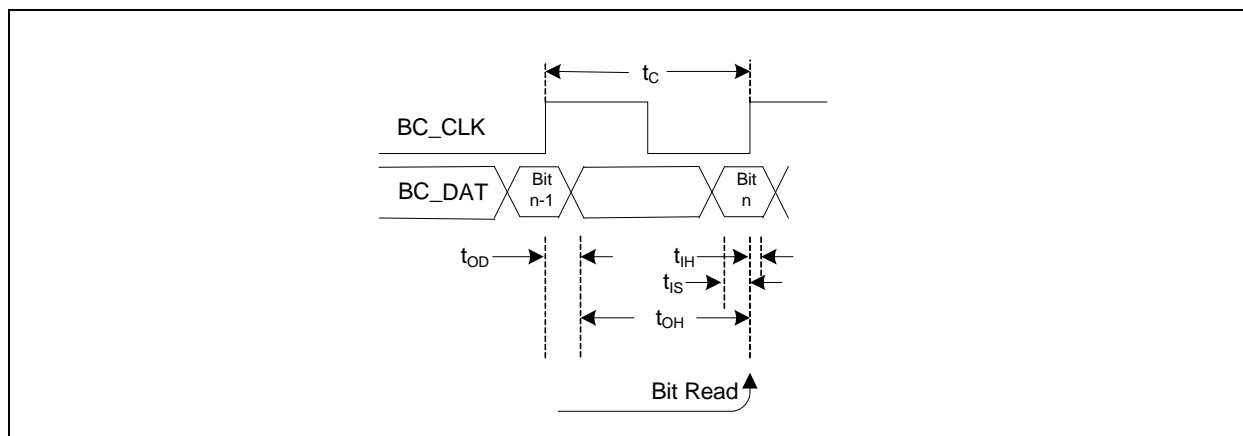 tC
BC_CLK
BC_DAT
Bit
n-1
Bit
n
tOD
tIH
tIS
tOH
Bit Read